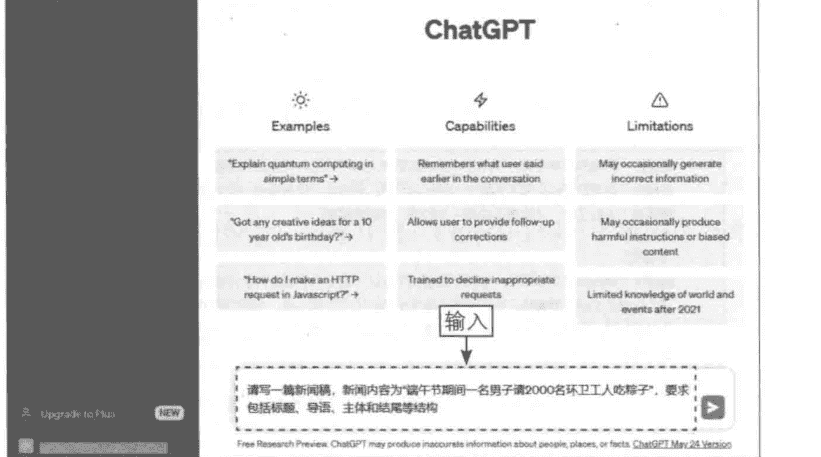 ChatGPT
Examples
Capabilities
Limitations
"Explain quantum computing in
simple terms" →
Remembers what user said
earlier in the conversation
May occasionally generate
incorrect information
"Got any creative ideas for a 10
year old's birthday?" →
Allows user to provide follow-up
corrections
May occasionally produce
harmful instructions or biased
content
"How do I make an HTTP
request in Javascript?" →
Trained to decline inappropriate
requests
Limited knowledge of world and
events after 2021
输入
请写一篇新闻稿，新闻内容为“端午节期间一名男子请2000名环卫工人吃粽子”，要求
包括标题、导语、主体和结尾等结构
Upgrade to Plus
NEW
Free Research Preview. ChatGPT may produce inaccurate information about people, places, or facts. ChatGPT May 24 Version